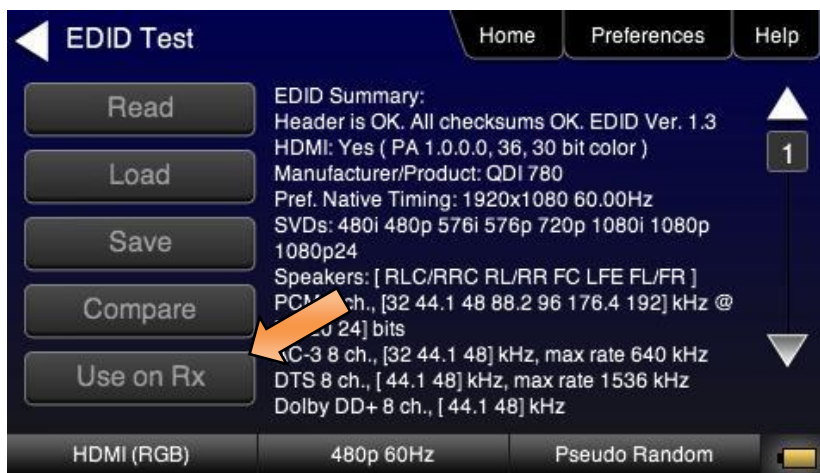 EDID Test
Home
Preferences
Help
Read
Load
Save
Compare
Use on Rx
EDID Summary:
Header is OK. All checksums OK. EDID Ver. 1.3
HDMI: Yes ( PA 1.0.0.0, 36, 30 bit color )
Manufacturer/Product: QDI 780
Pref. Native Timing: 1920x1080 60.00Hz
SVDs: 480i 480p 576i 576p 720p 1080i 1080p
1080p24
Speakers: [ RLC/RRC RL/RR FC LFE FL/FR ]
ch., [32 44.1 48 88.2 96 176.4 192] kHz @
24] bits
8 ch., [32 44.1 48] kHz, max rate 640 kHz
DTS 8 ch., [ 44.1 48] kHz, max rate 1536 kHz
Dolby DD+ 8 ch., [ 44.1 48] kHz
1
HDMI (RGB)
480p 60Hz
Pseudo Random